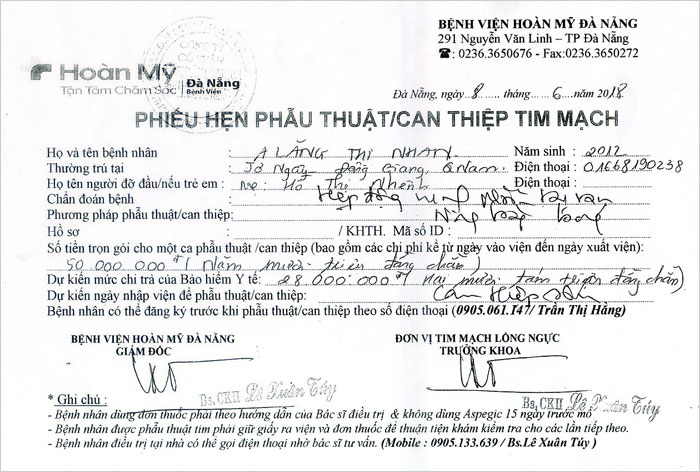 BỆNH VIỆN HOÀN MỸ ĐÀ NẴNG
291 Nguyễn Văn Linh – TP Đà Nẵng
☎: 0236.3650676 - Fax:0236.3650272
Hoàn Mỹ Đà Nẵng
Tận Tâm Chăm Sóc Bệnh Viện
Đà Nẵng, ngày 8 tháng 6 năm 2018
PHIẾU HẸN PHẪU THUẬT/CAN THIỆP TIM MẠCH
Họ và tên bệnh nhân A LĂNG THỊ NHAN Năm sinh 2012
Thường trú tại Jơ Ngây Đông Giang Q Nam Điện thoại : 01668190238
Họ tên người đỡ đầu/nếu trẻ em : Mẹ: Hồ Thị Điện thoại :
Chẩn đoán bệnh
Phương pháp phẫu thuật/can thiệp:
Hồ sơ / KHTH. Mã số ID :
Số tiền trọn gói cho một ca phẫu thuật /can thiệp (bao gồm các chi phí kể từ ngày vào viện đến ngày xuất viện):
50.000.000đ (Năm mươi triệu đồng chẵn)
Dự kiến mức chi trả của Bảo hiểm Y tế: 28.000.000đ (Hai mươi tám triệu đồng chẵn)
Dự kiến ngày nhập viện để phẫu thuật/can thiệp:
Bệnh nhân có thể đăng ký trước khi phẫu thuật/can thiệp theo số điện thoại (0905.061.147/ Trần Thị Hằng)
BỆNH VIỆN HOÀN MỸ ĐÀ NẴNG ĐƠN VỊ TIM MẠCH LỒNG NGỰC
GIÁM ĐỐC TRƯỞNG KHOA
Bs.CKII Lê Xuân Túy Bs.CKII Lê Xuân Túy
* Ghi chú :
- Bệnh nhân dùng đơn thuốc phải theo hướng dẫn của Bác sĩ điều trị & không dùng Aspegic 15 ngày trước mổ
- Bệnh nhân được phẫu thuật tim phải giữ giấy ra viện và đơn thuốc để thuận tiện khám kiểm tra cho các lần tiếp theo.
- Bệnh nhân điều trị tại nhà có thể gọi điện thoại nhờ bác sĩ tư vấn. (Mobile : 0905.133.639 / Bs.Lê Xuân Túy )